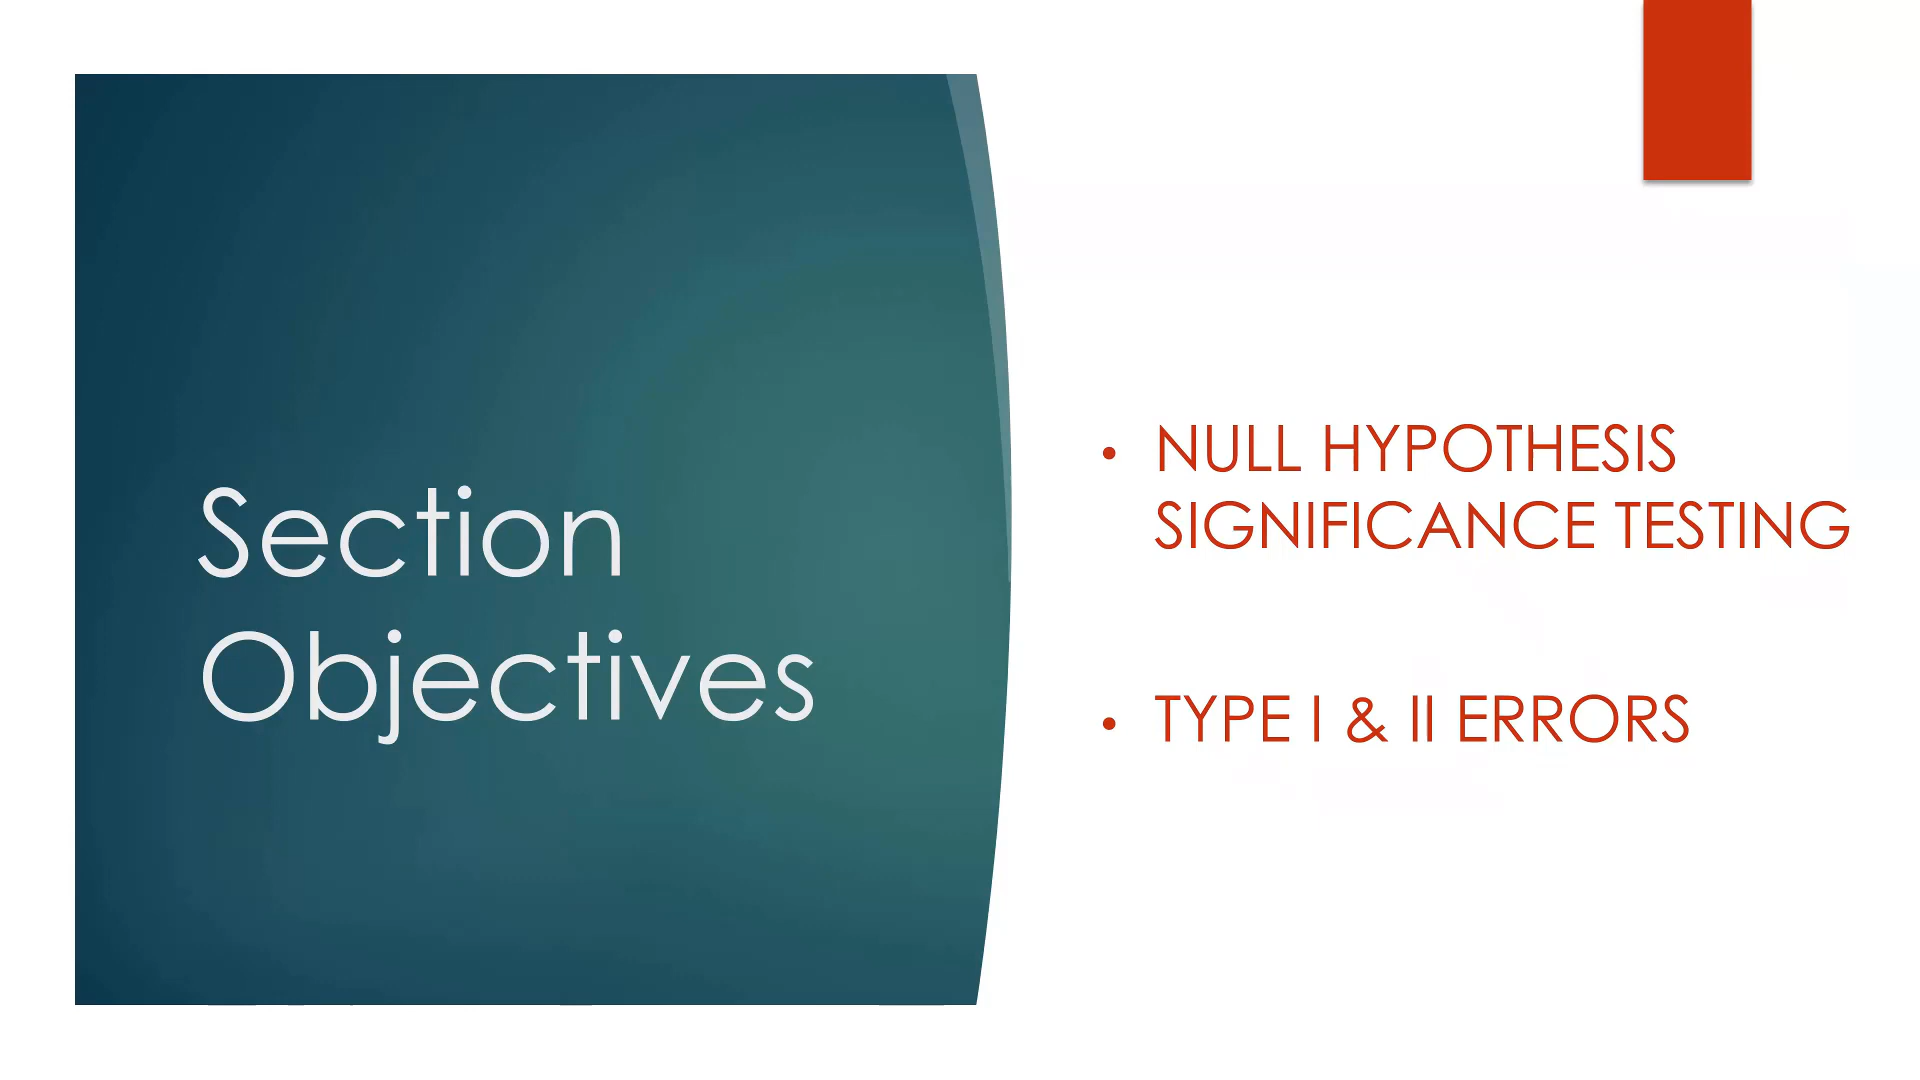 Section
Objectives
• NULL HYPOTHESIS
SIGNIFICANCE TESTING
• TYPE I & II ERRORS